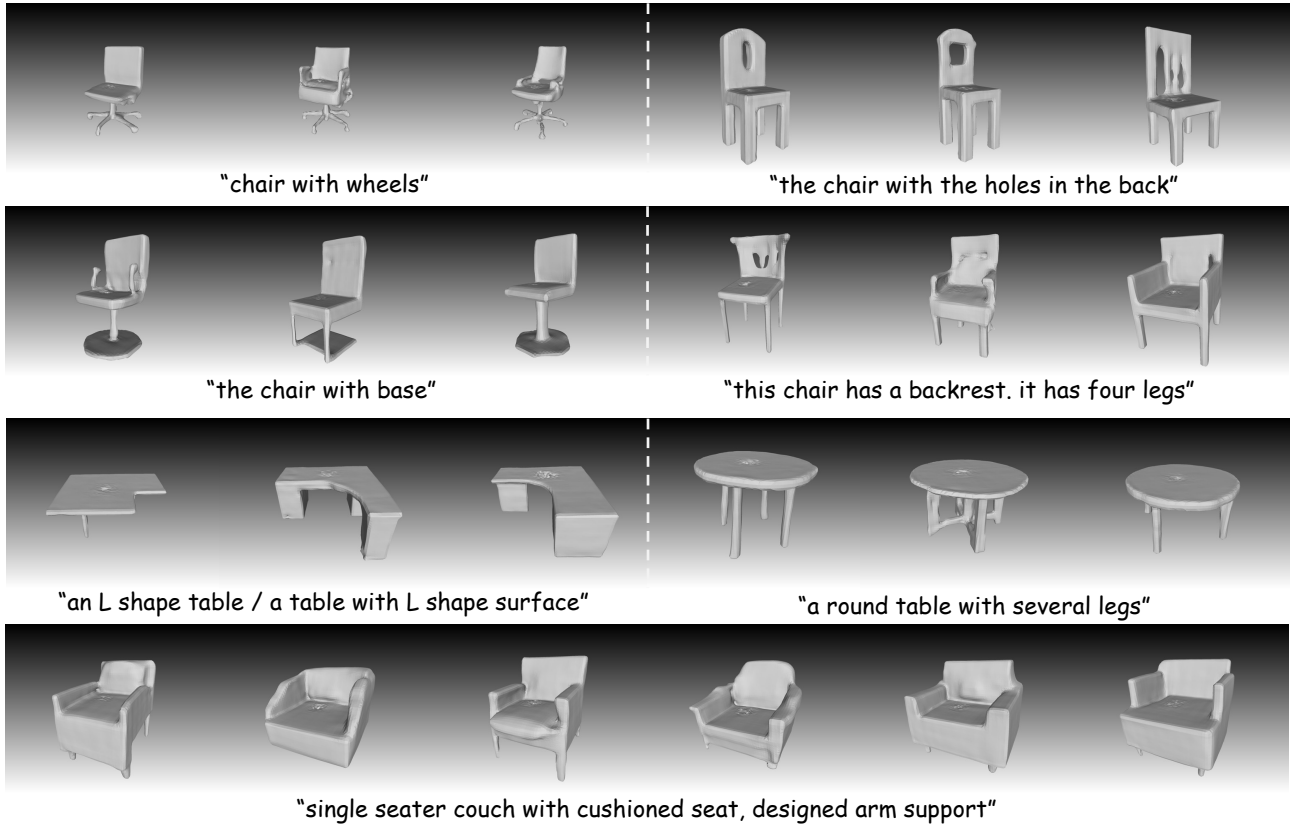 “chair with wheels”
“the chair with the holes in the back”
“the chair with base”
“this chair has a backrest. it has four legs”
“an L shape table / a table with L shape surface”
“a round table with several legs”
“single seater couch with cushioned seat, designed arm support”